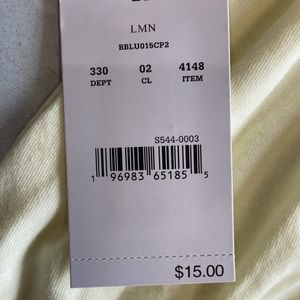 LMN
BBLU015CP2
330 02 4148
DEPT CL ITEM
S544-0003
1 96983 65185 5
$15.00